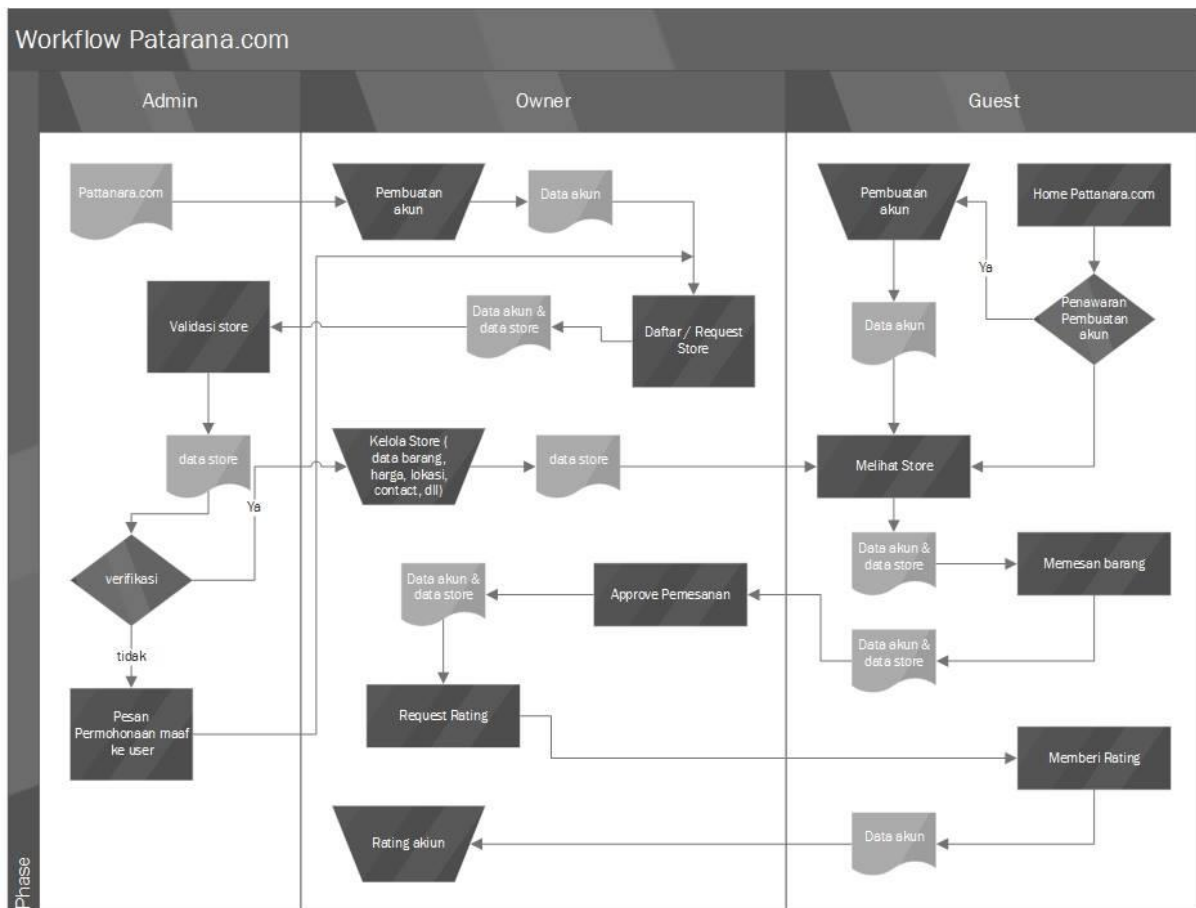 Workflow Patarana.com
Admin
Owner
Guest
Pattanara.com
Pembuatan
akun
Data akun
Pembuatan
akun
Home Pattanara.com
Ya
Validasi store
Data akun &
data store
Daftar / Request
Store
Data akun
Penawaran
Pembuatan
akun
data store
Ya
Kelola Store (
data barang,
harga, lokasi,
contact, dll)
data store
Melihat Store
verifikasi
Data akun &
data store
Approve Pemesanan
Data akun &
data store
Memesan barang
Data akun &
data store
tidak
Pesan
Permohonaan maaf
ke user
Request Rating
Memberi Rating
Rating akiun
Data akun
Phase